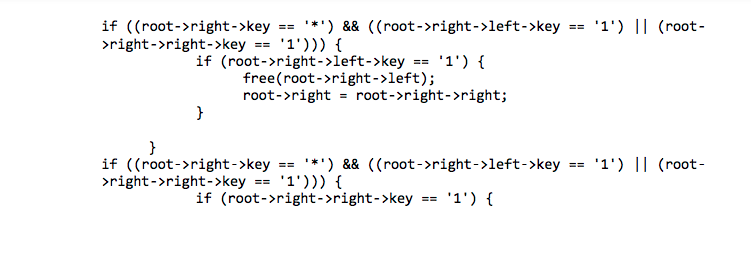 if ((root->right->key == '*') && ((root->right->left->key == '1') || (root-
>right->right->key == '1'))) {
if (root->right->left->key == '1') {
free(root->right->left);
root->right = root->right->right;
}
}
if ((root->right->key == '*') && ((root->right->left->key == '1') || (root-
>right->right->key == '1'))) {
if (root->right->right->key == '1') {